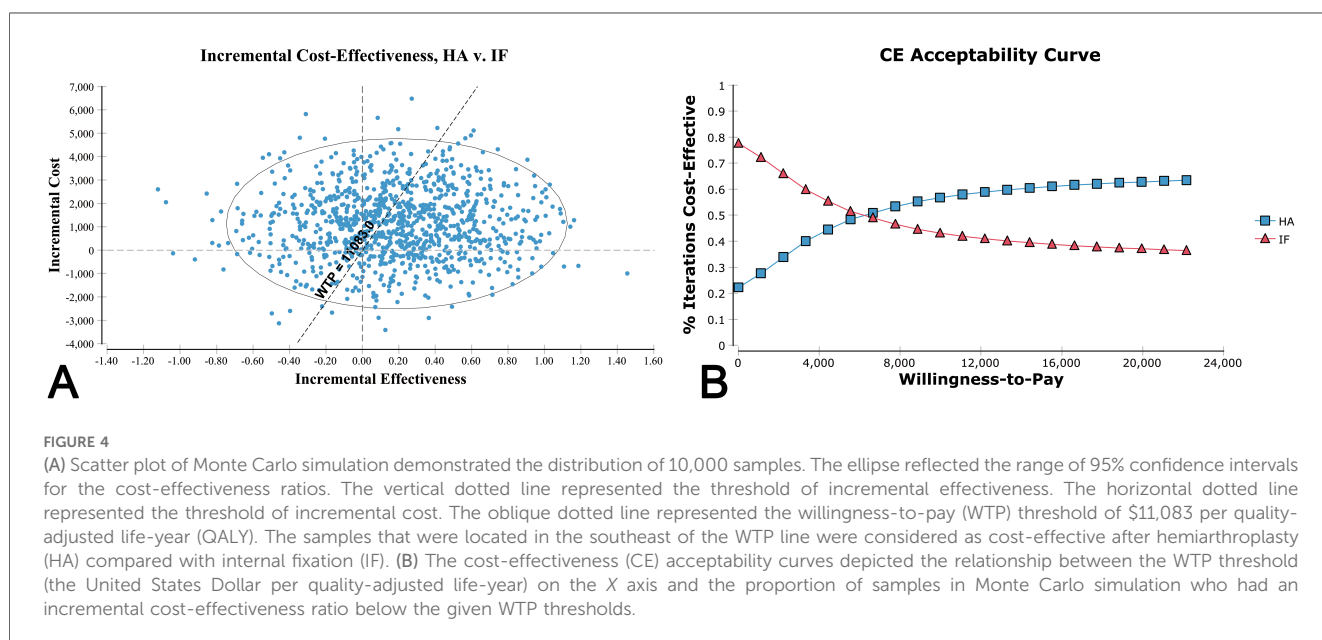 Incremental Cost-Effectiveness, HA v. IF
7,000
6,000
5,000
4,000
3,000
2,000
1,000
0
-1,000
-2,000
-3,000
-4,000
Incremental Cost
WTP = 11083.0
-1.40 -1.20 -1.00 -0.80 -0.60 -0.40 -0.20 0.00 0.20 0.40 0.60 0.80 1.00 1.20 1.40 1.60
Incremental Effectiveness
A
CE Acceptability Curve
1
0.9
0.8
0.7
0.6
0.5
0.4
0.3
0.2
0.1
0
% Iterations Cost-Effective
0 4,000 8,000 12,000 16,000 20,000 24,000
Willingness-to-Pay
HA
IF
B
FIGURE 4
(A) Scatter plot of Monte Carlo simulation demonstrated the distribution of 10,000 samples. The ellipse reflected the range of 95% confidence intervals
for the cost-effectiveness ratios. The vertical dotted line represented the threshold of incremental effectiveness. The horizontal dotted line
represented the threshold of incremental cost. The oblique dotted line represented the willingness-to-pay (WTP) threshold of $11,083 per quality-
adjusted life-year (QALY). The samples that were located in the southeast of the WTP line were considered as cost-effective after hemiarthroplasty
(HA) compared with internal fixation (IF). (B) The cost-effectiveness (CE) acceptability curves depicted the relationship between the WTP threshold
(the United States Dollar per quality-adjusted life-year) on the X axis and the proportion of samples in Monte Carlo simulation who had an
incremental cost-effectiveness ratio below the given WTP thresholds.